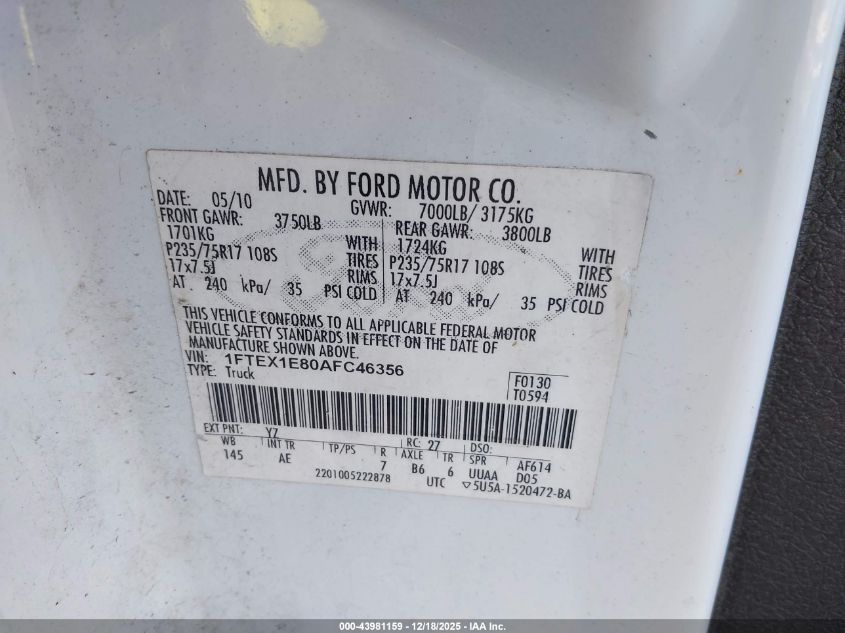 MFD. BY FORD MOTOR CO.
DATE: 05/10 GVWR: 7000LB/ 3175KG
FRONT GAWR: 3750LB REAR GAWR: 3800LB
1701KG WITH 1724KG WITH
P235/75R17 108S TIRES P235/75R17 108S TIRES
17x7.5J RIMS 17x7.5J RIMS
AT 240 kPa/ 35 PSI COLD AT 240 kPa/ 35 PSI COLD
THIS VEHICLE CONFORMS TO ALL APPLICABLE FEDERAL MOTOR
VEHICLE SAFETY STANDARDS IN EFFECT ON THE DATE OF
MANUFACTURE SHOWN ABOVE.
VIN: 1FTEX1E80AFC46356
TYPE: Truck
F0130
T0594
EXT PNT: YZ RC: 27 DSO:
WB INT TR TP/PS R AXLE TR SPR AF614
145 AE 7 B6 6 UUAA D05
2201005222878 UTC ▽5U5A-1520472-BA
000-43981159 / 12/18/2025 - IAA Inc.